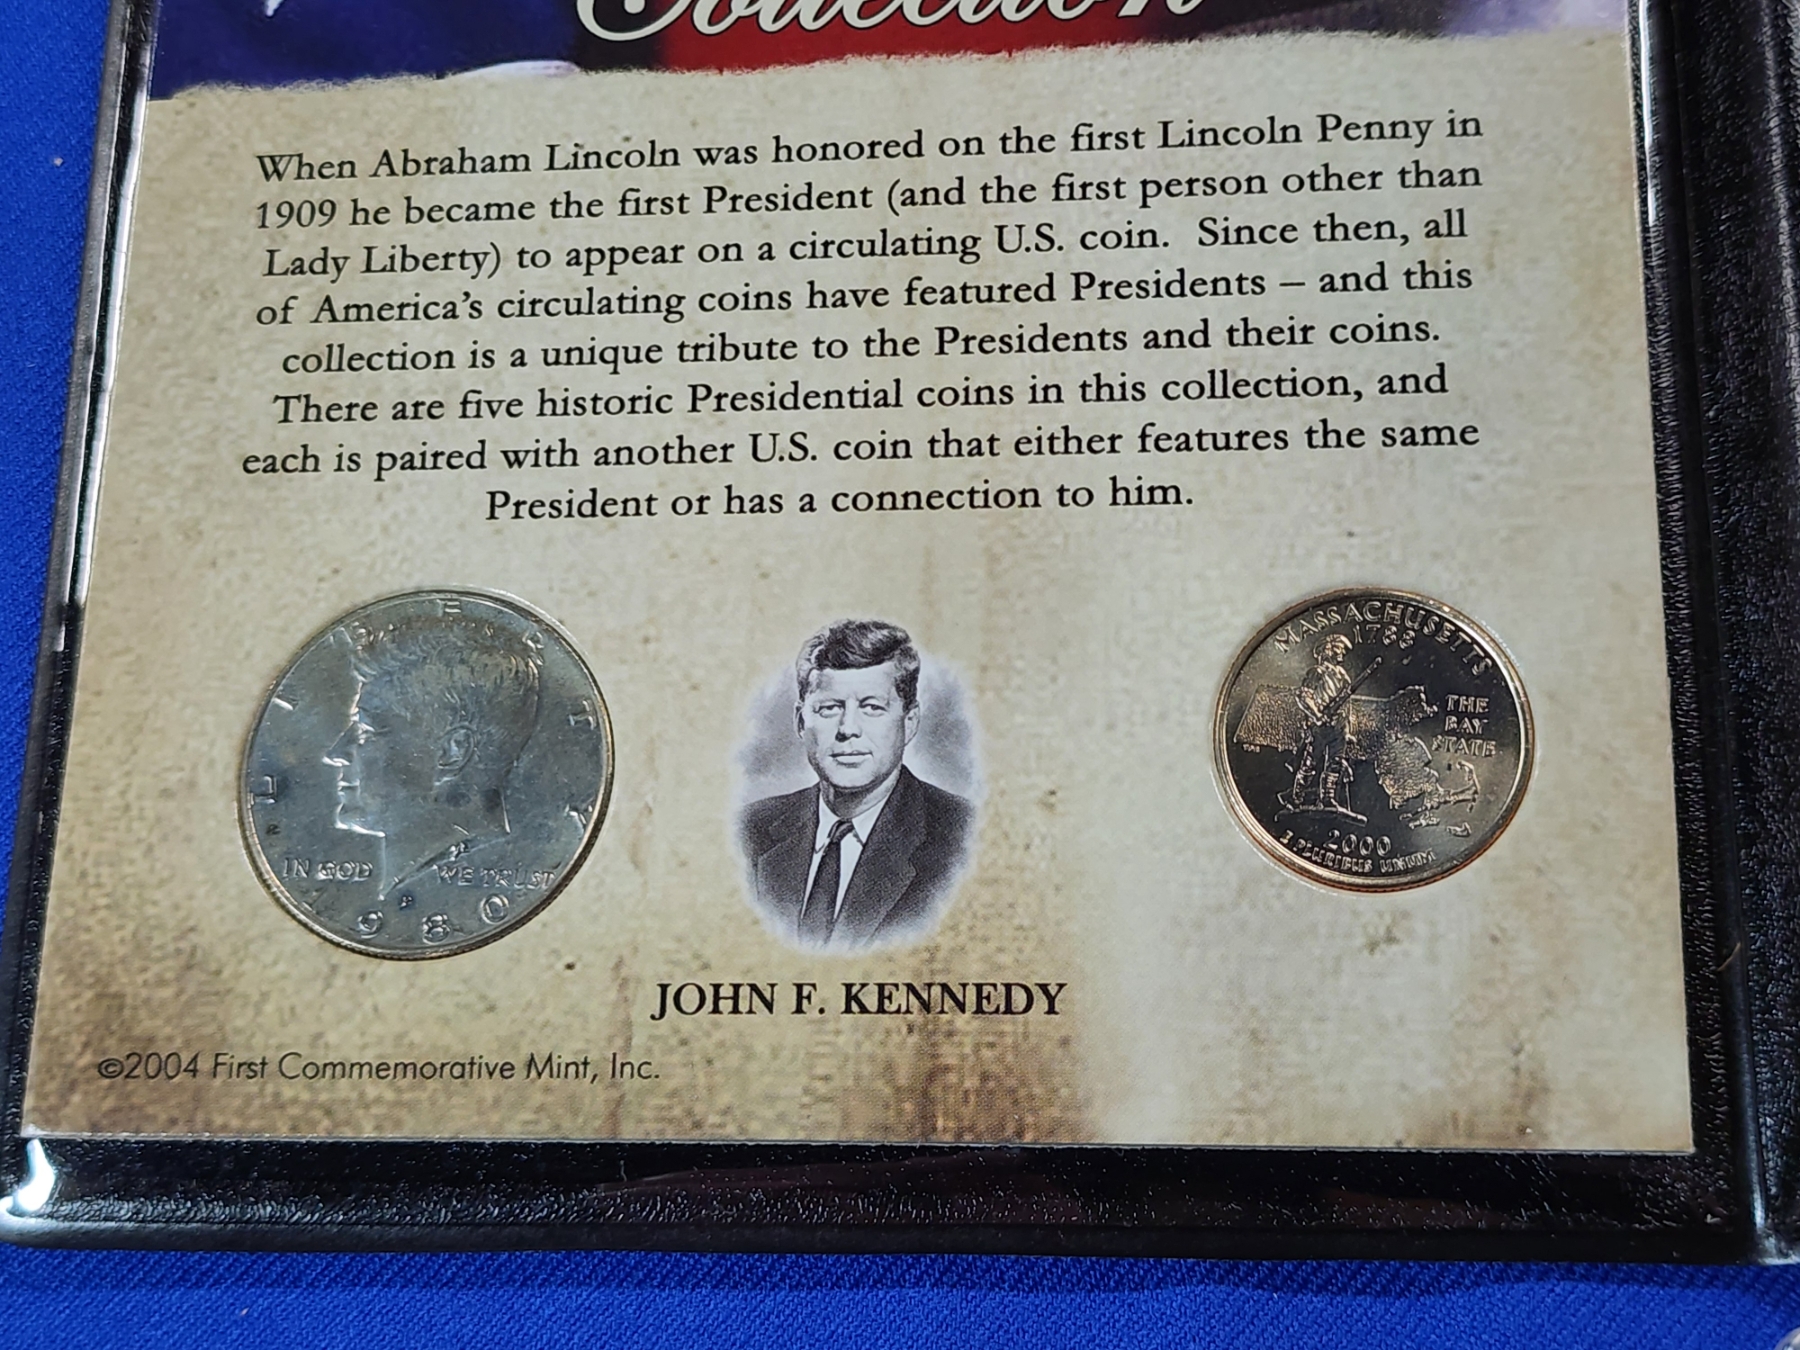 Collection
When Abraham Lincoln was honored on the first Lincoln Penny in
1909 he became the first President (and the first person other than
Lady Liberty) to appear on a circulating U.S. coin. Since then, all
of America's circulating coins have featured Presidents – and this
collection is a unique tribute to the Presidents and their coins.
There are five historic Presidential coins in this collection, and
each is paired with another U.S. coin that either features the same
President or has a connection to him.
LIBERTY
IN GOD WE TRUST
P
1980
MASSACHUSETTS
1788
THE
BAY
STATE
2000
E PLURIBUS UNUM
JOHN F. KENNEDY
©2004 First Commemorative Mint, Inc.